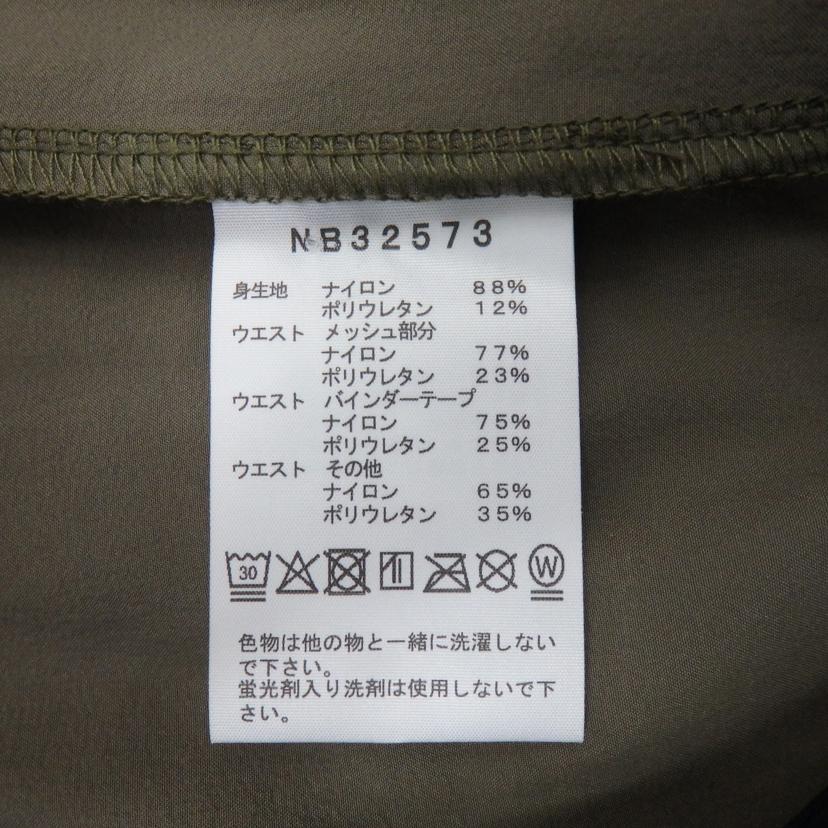 NB32573
身生地 ナイロン 88%
ポリウレタン 12%
ウエスト メッシュ部分
ナイロン 77%
ポリウレタン 23%
ウエスト バインダーテープ
ナイロン 75%
ポリウレタン 25%
ウエスト その他
ナイロン 65%
ポリウレタン 35%
30 W
色物は他の物と一緒に洗濯しない
で下さい。
蛍光剤入り洗剤は使用しないで下
さい。